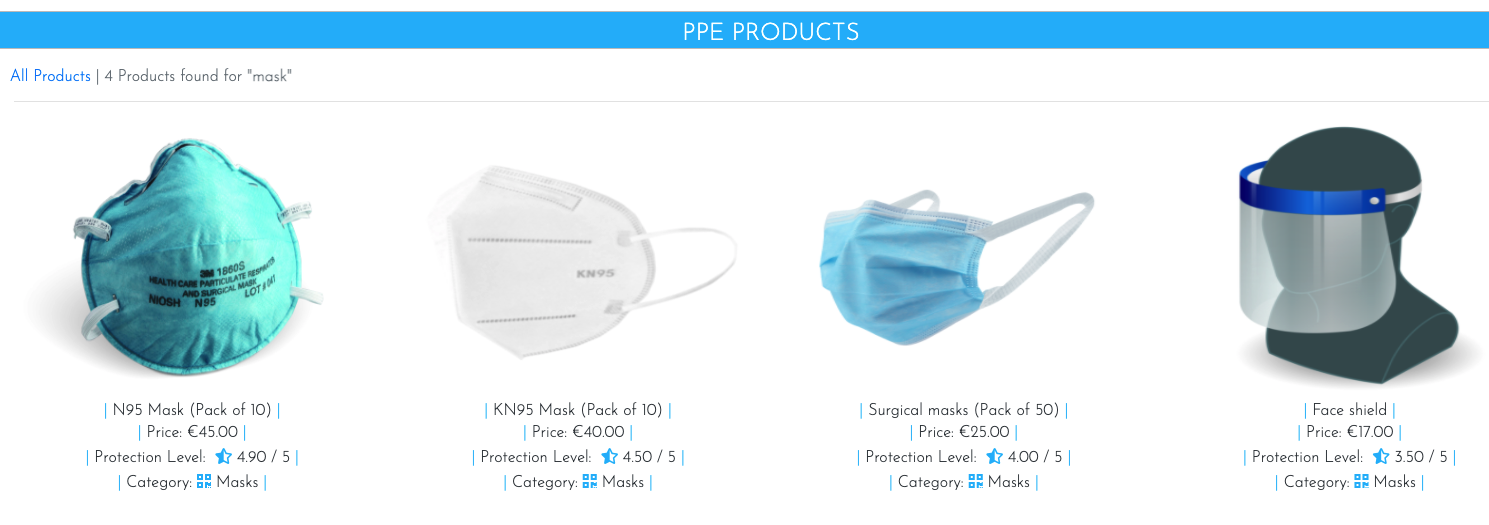 PPE PRODUCTS
All Products | 4 Products found for "mask"
3M 1860S
HEALTH CARE PARTICULATE RESPIRATOR
AND SURGICAL MASK
NIOSH N95 LOT # 041
KN95
| N95 Mask (Pack of 10) |
| Price: €45.00 |
| Protection Level: 4.90 / 5 |
| Category: Masks |
| KN95 Mask (Pack of 10) |
| Price: €40.00 |
| Protection Level: 4.50 / 5 |
| Category: Masks |
| Surgical masks (Pack of 50) |
| Price: €25.00 |
| Protection Level: 4.00 / 5 |
| Category: Masks |
| Face shield |
| Price: €17.00 |
| Protection Level: 3.50 / 5 |
| Category: Masks |